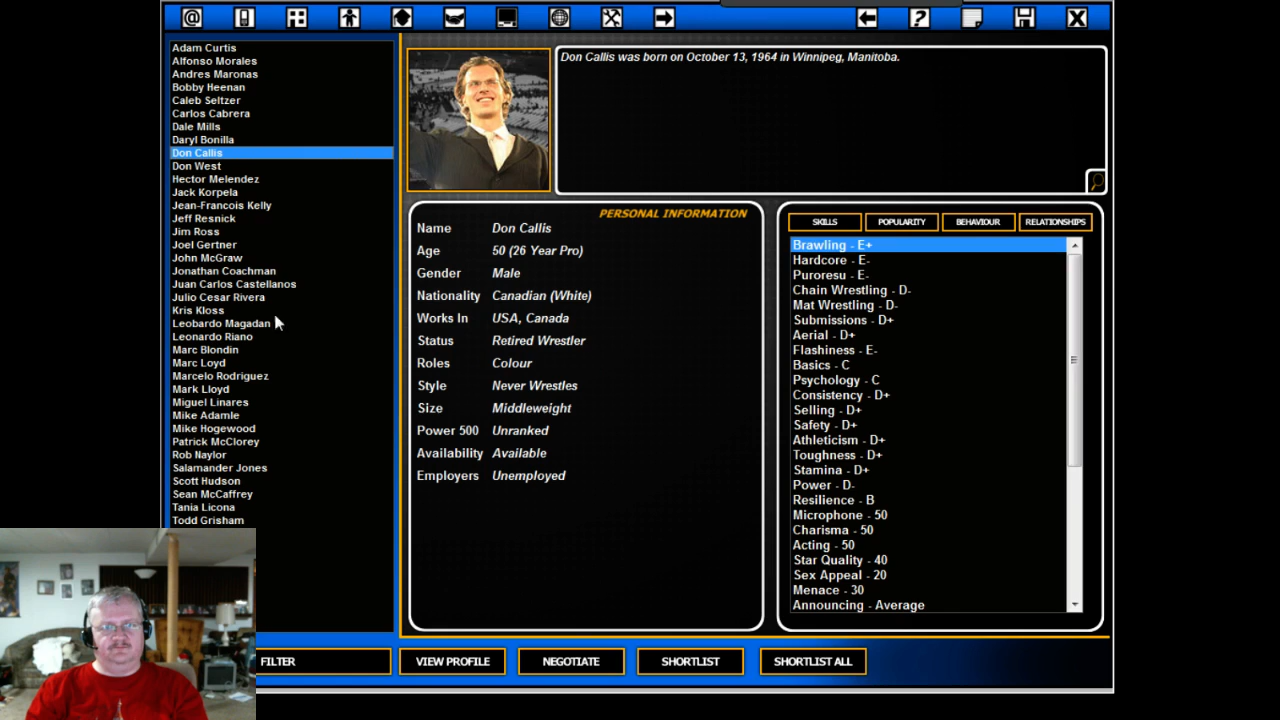 Adam Curtis
Alfonso Morales
Andres Maronas
Bobby Heenan
Caleb Seltzer
Carlos Cabrera
Dale Mills
Daryl Bonilla
Don Callis
Don West
Hector Melendez
Jack Korpela
Jean-Francois Kelly
Jeff Resnick
Jim Ross
Joel Gertner
John McGraw
Jonathan Coachman
Juan Carlos Castellanos
Julio Cesar Rivera
Kris Kloss
Leobardo Magadan
Leonardo Riano
Marc Blondin
Marc Loyd
Marcelo Rodriguez
Mark Lloyd
Miguel Linares
Mike Adamle
Mike Hogewood
Patrick McClorey
Rob Naylor
Salamander Jones
Scott Hudson
Sean McCaffrey
Tania Licona
Todd Grisham
Don Callis was born on October 13, 1964 in Winnipeg, Manitoba.
PERSONAL INFORMATION
Name Don Callis
Age 50 (26 Year Pro)
Gender Male
Nationality Canadian (White)
Works In USA, Canada
Status Retired Wrestler
Roles Colour
Style Never Wrestles
Size Middleweight
Power 500 Unranked
Availability Available
Employers Unemployed
SKILLS POPULARITY BEHAVIOUR RELATIONSHIPS
Brawling - E+
Hardcore - E-
Puroresu - E-
Chain Wrestling - D-
Mat Wrestling - D-
Submissions - D+
Aerial - D+
Flashiness - E-
Basics - C
Psychology - C
Consistency - D+
Selling - D+
Safety - D+
Athleticism - D+
Toughness - D+
Stamina - D+
Power - D-
Resilience - B
Microphone - 50
Charisma - 50
Acting - 50
Star Quality - 40
Sex Appeal - 20
Menace - 30
Announcing - Average
FILTER VIEW PROFILE NEGOTIATE SHORTLIST SHORTLIST ALL